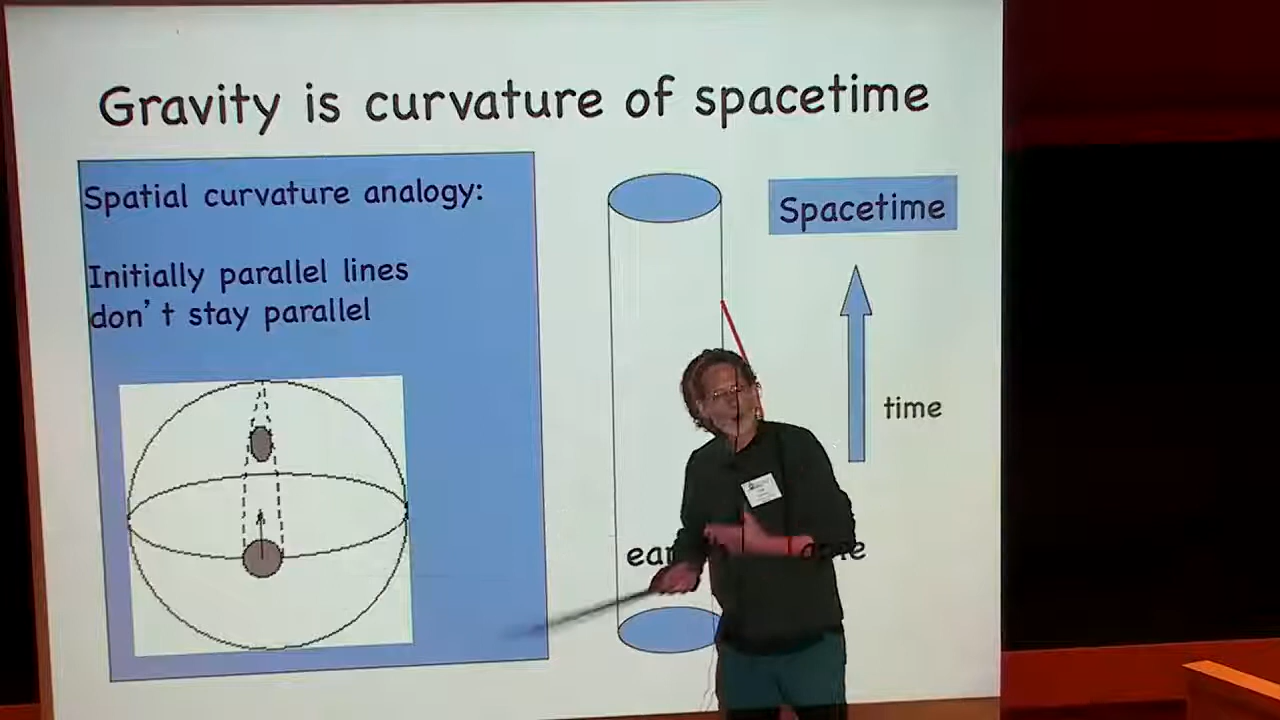 Gravity is curvature of spacetime
Spatial curvature analogy:
Initially parallel lines
don't stay parallel
Spacetime
time